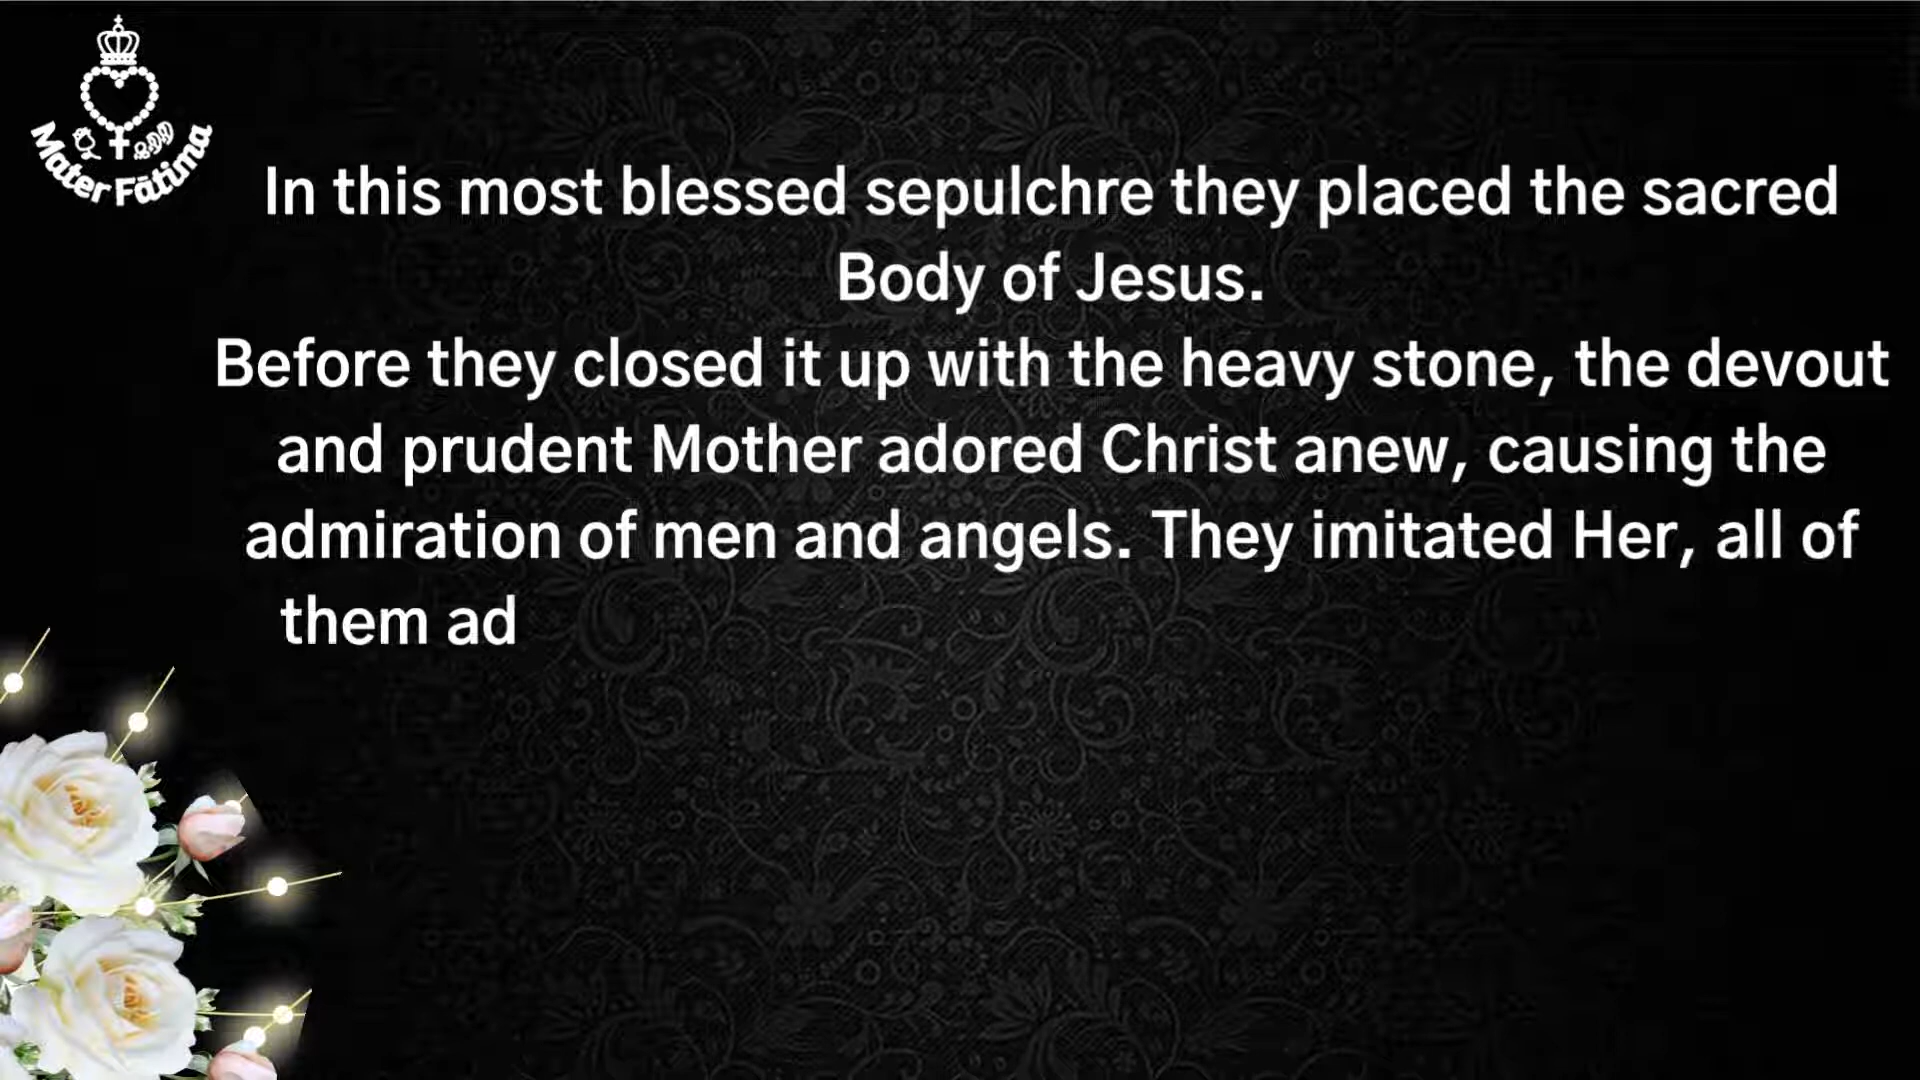 Mater Fātima
In this most blessed sepulchre they placed the sacred
Body of Jesus.
Before they closed it up with the heavy stone, the devout
and prudent Mother adored Christ anew, causing the
admiration of men and angels. They imitated Her, all of
them ad